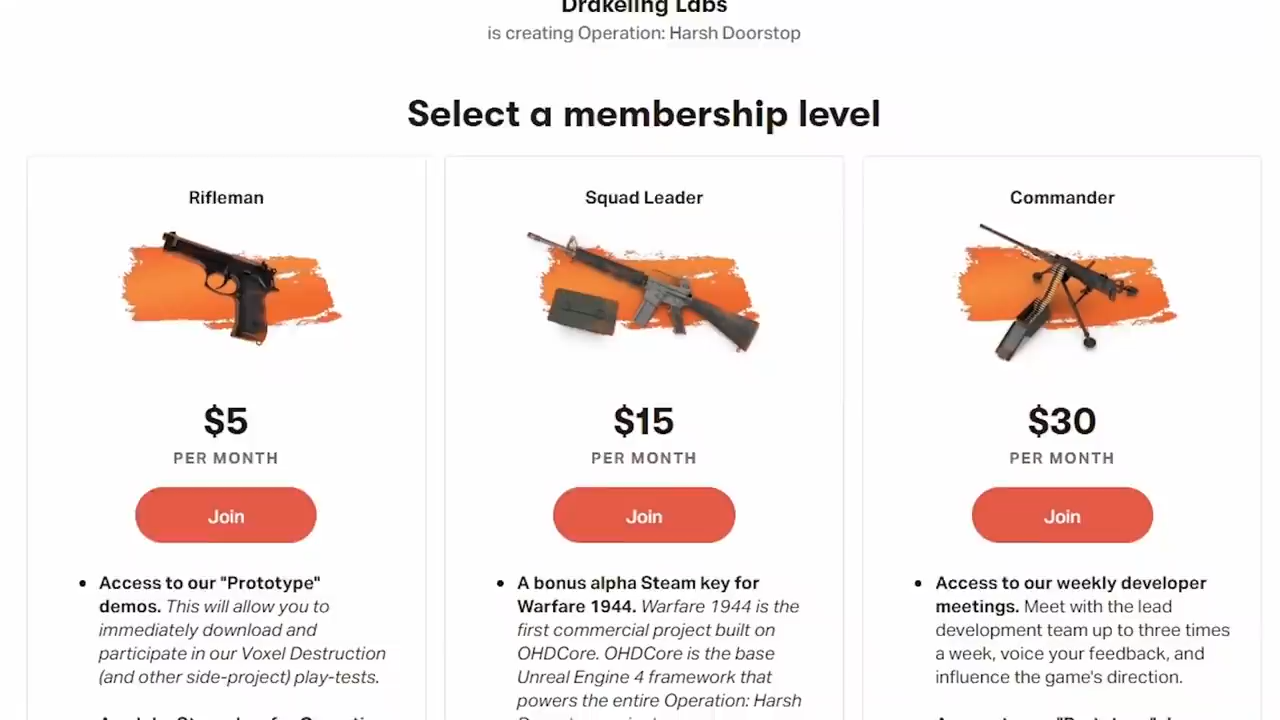 Drakeling Labs
is creating Operation: Harsh Doorstop
Select a membership level
Rifleman
$5
PER MONTH
Join
• Access to our "Prototype"
demos. This will allow you to
immediately download and
participate in our Voxel Destruction
(and other side-project) play-tests.
Squad Leader
$15
PER MONTH
Join
• A bonus alpha Steam key for
Warfare 1944. Warfare 1944 is the
first commercial project built on
OHDCore. OHDCore is the base
Unreal Engine 4 framework that
powers the entire Operation: Harsh
Commander
$30
PER MONTH
Join
• Access to our weekly developer
meetings. Meet with the lead
development team up to three times
a week, voice your feedback, and
influence the game's direction.